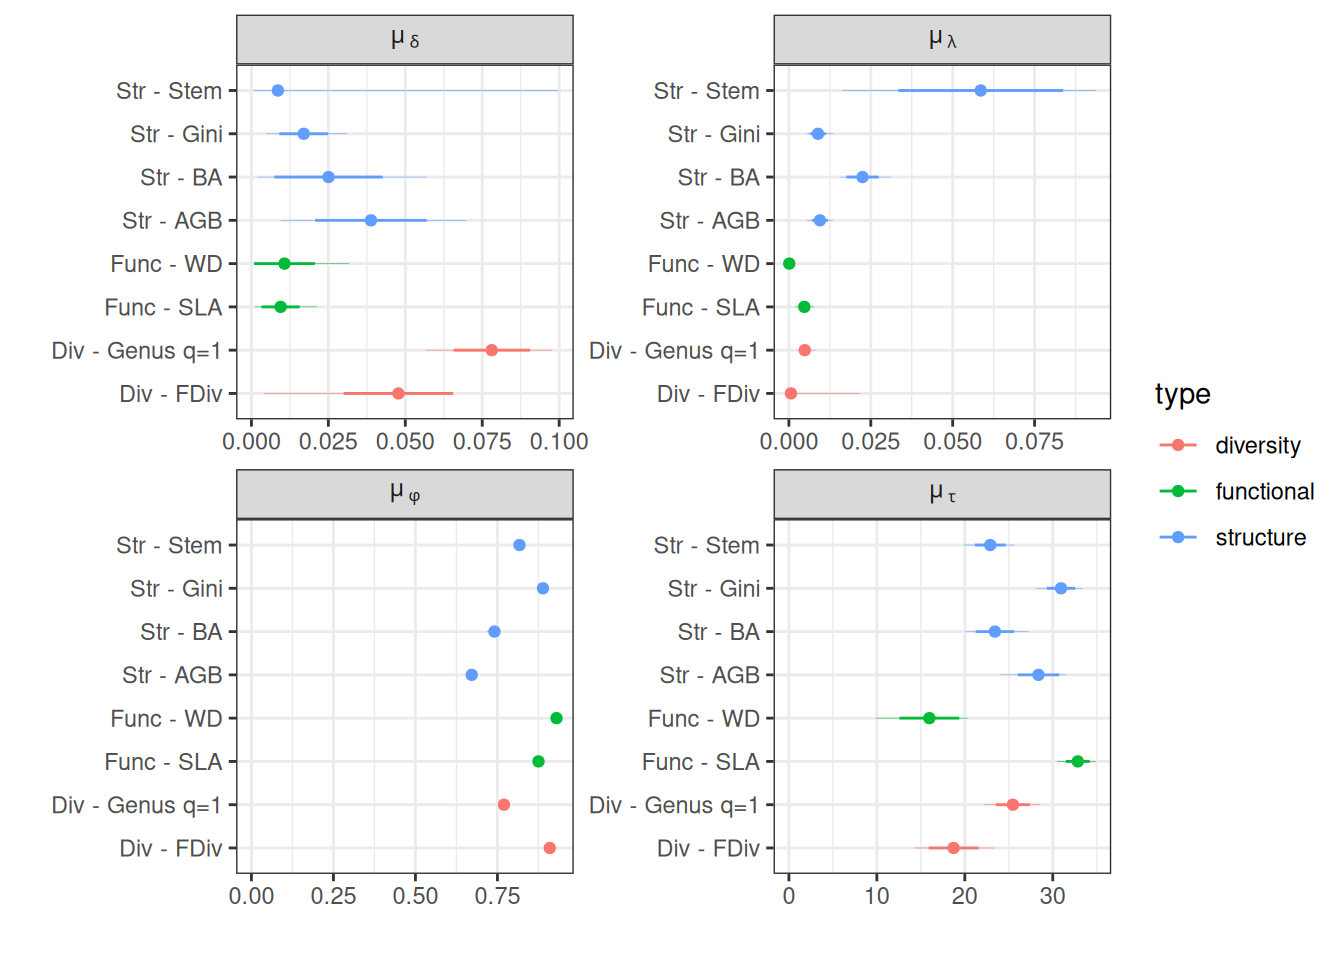 μ δ
Str - Stem
Str - Gini
Str - BA
Str - AGB
Func - WD
Func - SLA
Div - Genus q=1
Div - FDiv
0.000 0.025 0.050 0.075 0.100
μ λ
Str - Stem
Str - Gini
Str - BA
Str - AGB
Func - WD
Func - SLA
Div - Genus q=1
Div - FDiv
0.000 0.025 0.050 0.075
μ φ
Str - Stem
Str - Gini
Str - BA
Str - AGB
Func - WD
Func - SLA
Div - Genus q=1
Div - FDiv
0.00 0.25 0.50 0.75
μ τ
Str - Stem
Str - Gini
Str - BA
Str - AGB
Func - WD
Func - SLA
Div - Genus q=1
Div - FDiv
0 10 20 30
type
diversity
functional
structure